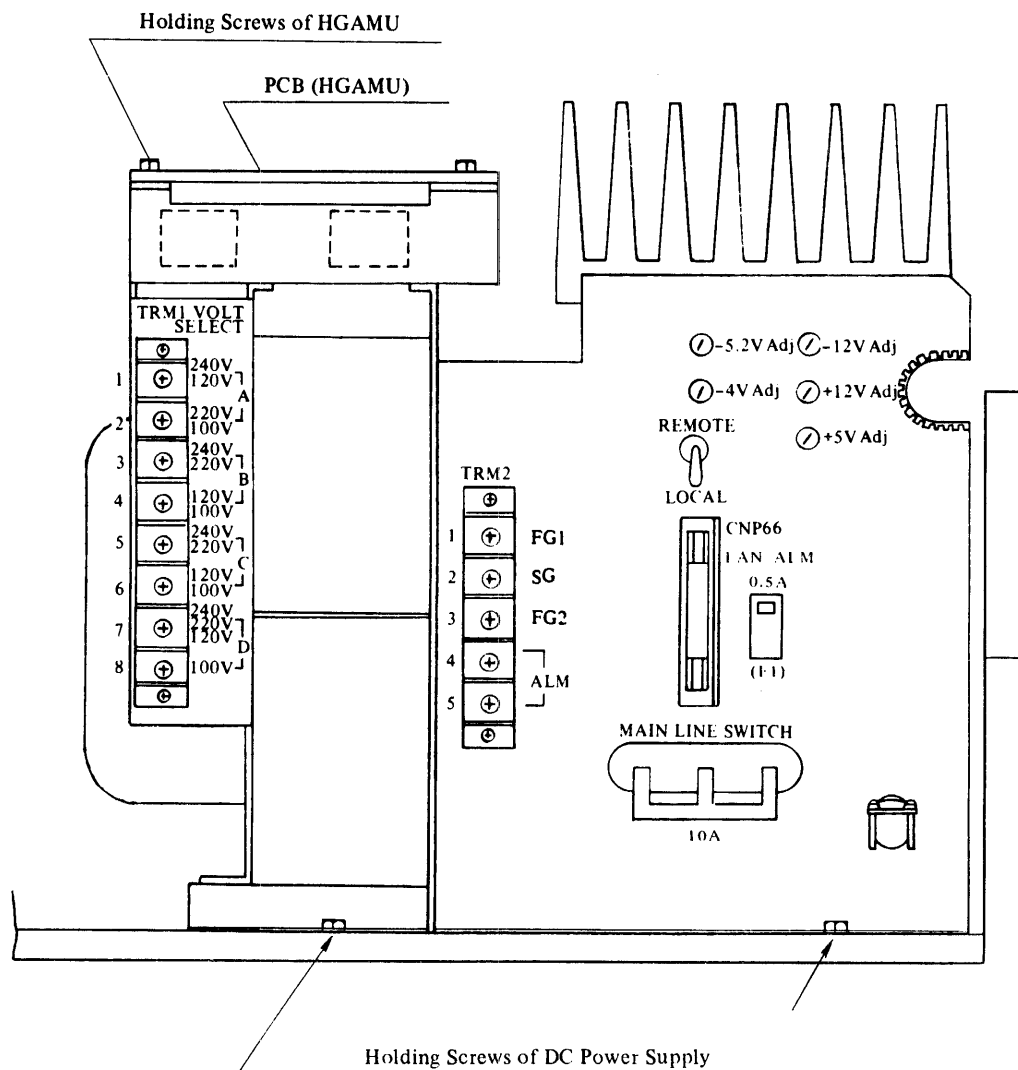 Holding Screws of HGAMU
PCB (HGAMU)
TRM1 VOLT
SELECT
240V
1 120V
A
220V
2 100V
240V
3 220V
B
120V
4 100V
240V
5 220V
C
120V
6 100V
240V
7 220V
120V
D
8 100V
TRM2
1 FG1
2 SG
3 FG2
4
ALM
5
-5.2V Adj
-12V Adj
-4V Adj
+12V Adj
+5V Adj
REMOTE
LOCAL
CNP66
FAN ALM
0.5A
(F1)
MAIN LINE SWITCH
10A
Holding Screws of DC Power Supply